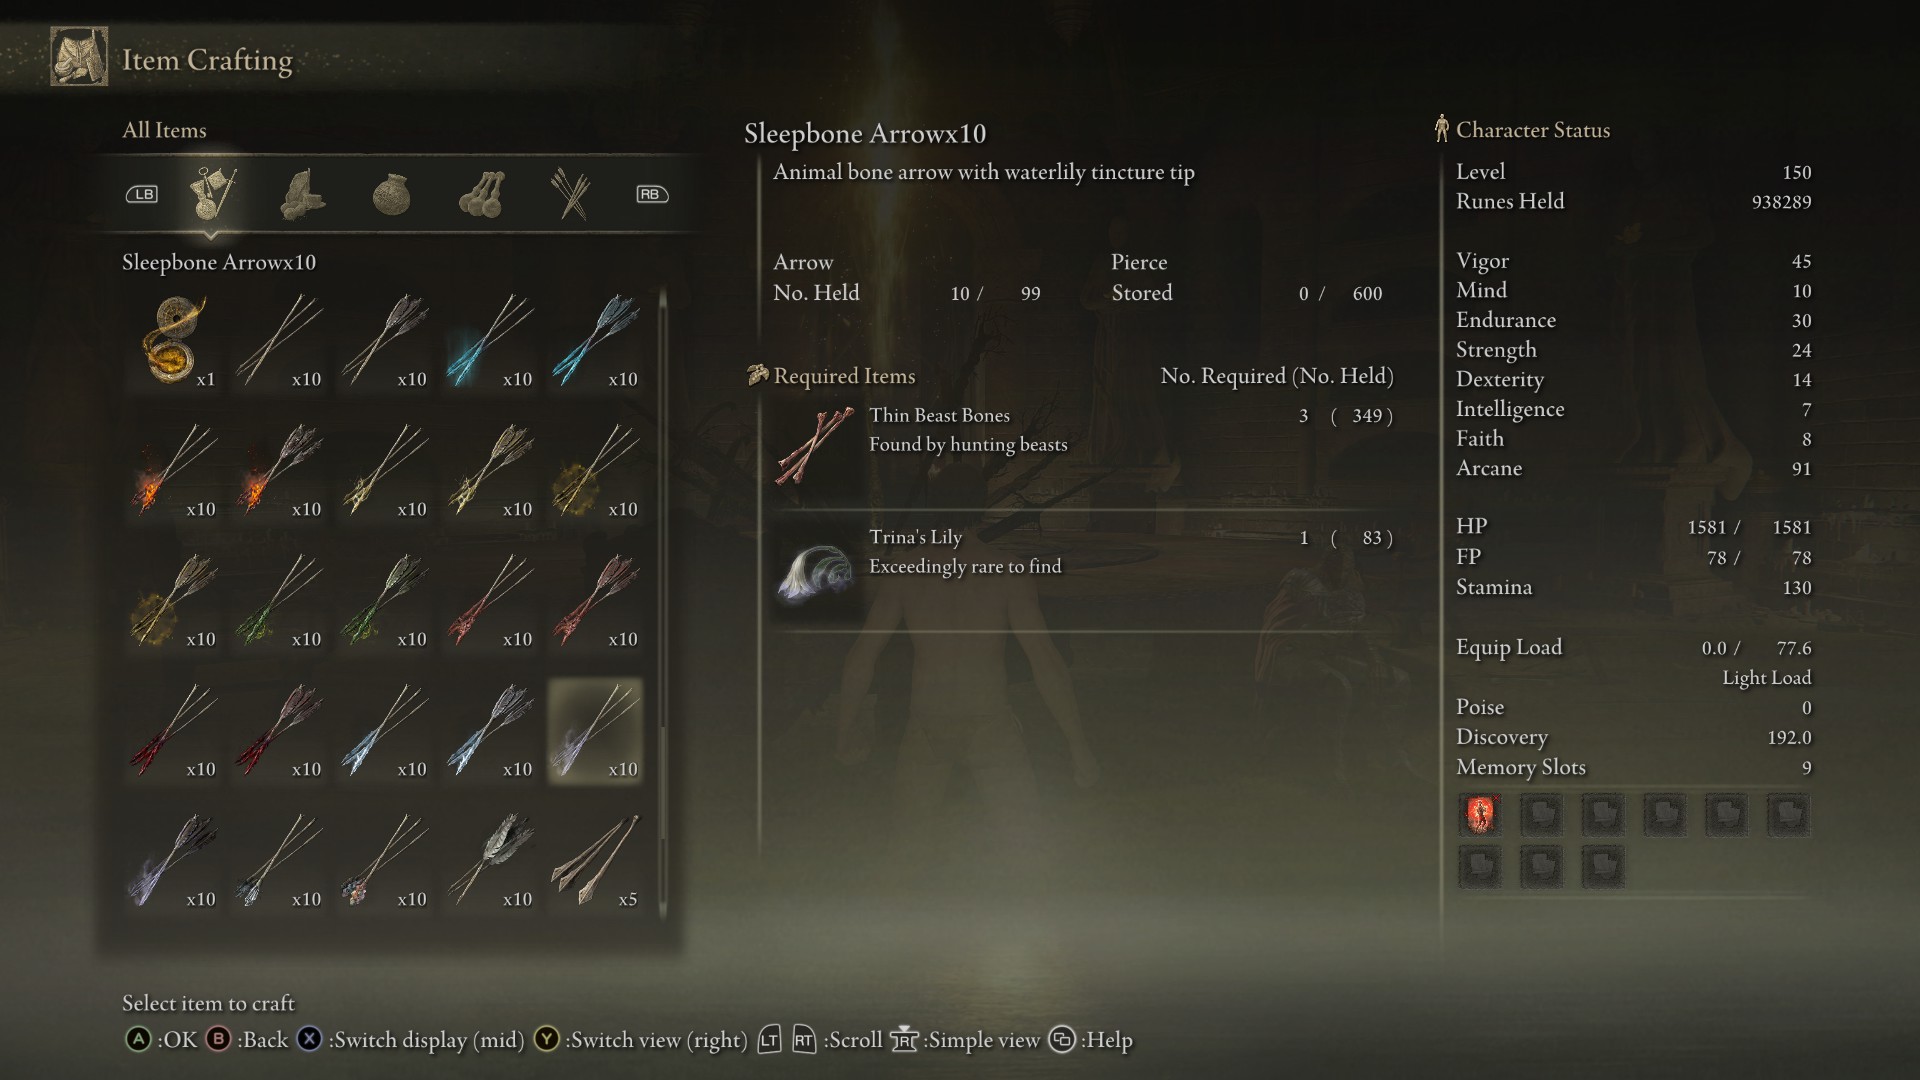 Item Crafting
All Items
LB
RB
Sleepbone Arrowx10
x1 x10 x10 x10 x10
x10 x10 x10 x10 x10
x10 x10 x10 x10 x10
x10 x10 x10 x10 x10
x10 x10 x10 x10 x5
Sleepbone Arrowx10
Animal bone arrow with waterlily tincture tip
Arrow Pierce
No. Held 10 / 99 Stored 0 / 600
Required Items No. Required (No. Held)
Thin Beast Bones 3 ( 349 )
Found by hunting beasts
Trina's Lily 1 ( 83 )
Exceedingly rare to find
Character Status
Level 150
Runes Held 938289
Vigor 45
Mind 10
Endurance 30
Strength 24
Dexterity 14
Intelligence 7
Faith 8
Arcane 91
HP 1581 / 1581
FP 78 / 78
Stamina 130
Equip Load 0.0 / 77.6
Light Load
Poise 0
Discovery 192.0
Memory Slots 9
Select item to craft
A :OK B :Back X :Switch display (mid) Y :Switch view (right) LT RT :Scroll R :Simple view :Help